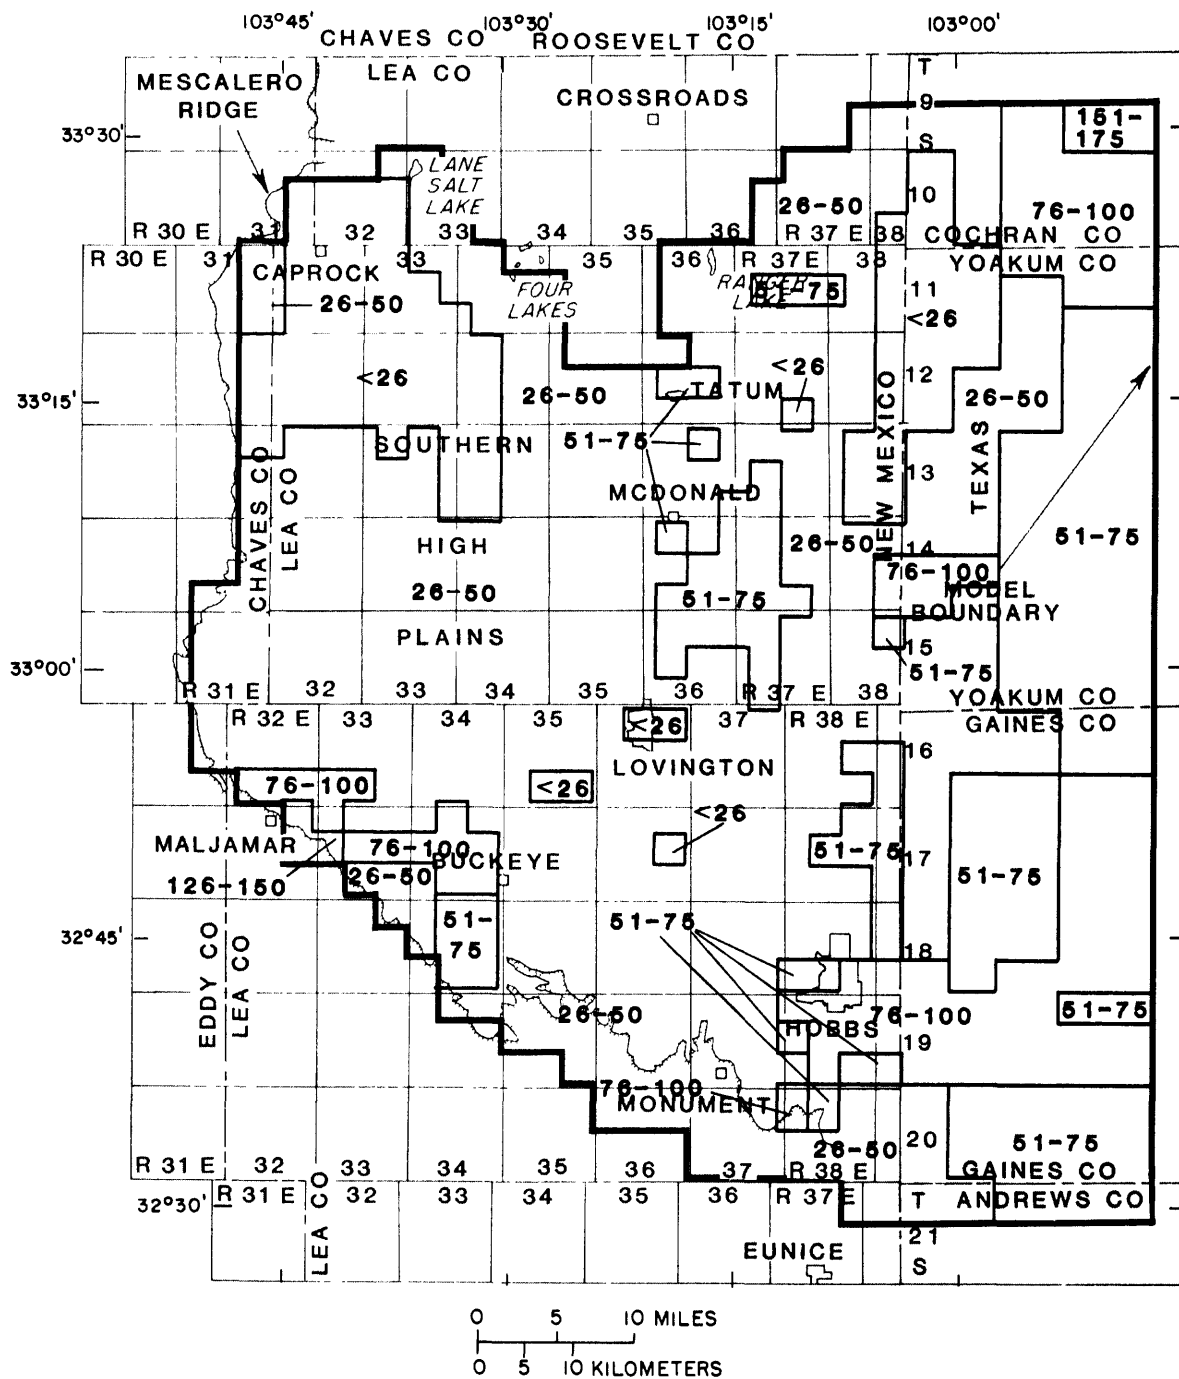 103°45'
103°30'
103°15'
103°00'
CHAVES CO
ROOSEVELT CO
LEA CO
T
MESCALERO
RIDGE
CROSSROADS
9
151-
175
33°30'
S
LANE
SALT
LAKE
10
26-50
76-100
R 30 E
31
32
33
34
35
36
R 37 E
38
COCHRAN CO
R 30 E
31
33
35
36
R 37E
38
YOAKUM CO
CAPROCK
FOUR
LAKES
RANGER
LAKE
51-75
11
26-50
<26
<26
<26
12
33°15'
26-50
TATUM
26-50
SOUTHERN
51-75
NEW MEXICO
TEXAS
13
MCDONALD
CHAVES CO
LEA CO
HIGH
26-50
14
51-75
76-100
26-50
51-75
MODEL
BOUNDARY
PLAINS
15
33°00'
51-75
R 31 E
32
33
34
35
36
R 37 E
38
YOAKUM CO
R 32 E
33
34
35
37
R 38 E
GAINES CO
<26
16
LOVINGTON
76-100
<26
<26
MALJAMAR
76-100
BUCKEYE
51-75
17
126-150
26-50
51-75
51-
75
51-75
32°45'
18
EDDY CO
LEA CO
26-50
76-100
51-75
HOBBS
19
76-100
MONUMENT
20
51-75
26-50
R 31 E
32
33
34
35
36
37
R 38 E
GAINES CO
32°30'
R 31 E
32
33
34
35
36
R 37 E
T
ANDREWS CO
LEA CO
21
EUNICE
S
0
5
10 MILES
0
5
10 KILOMETERS